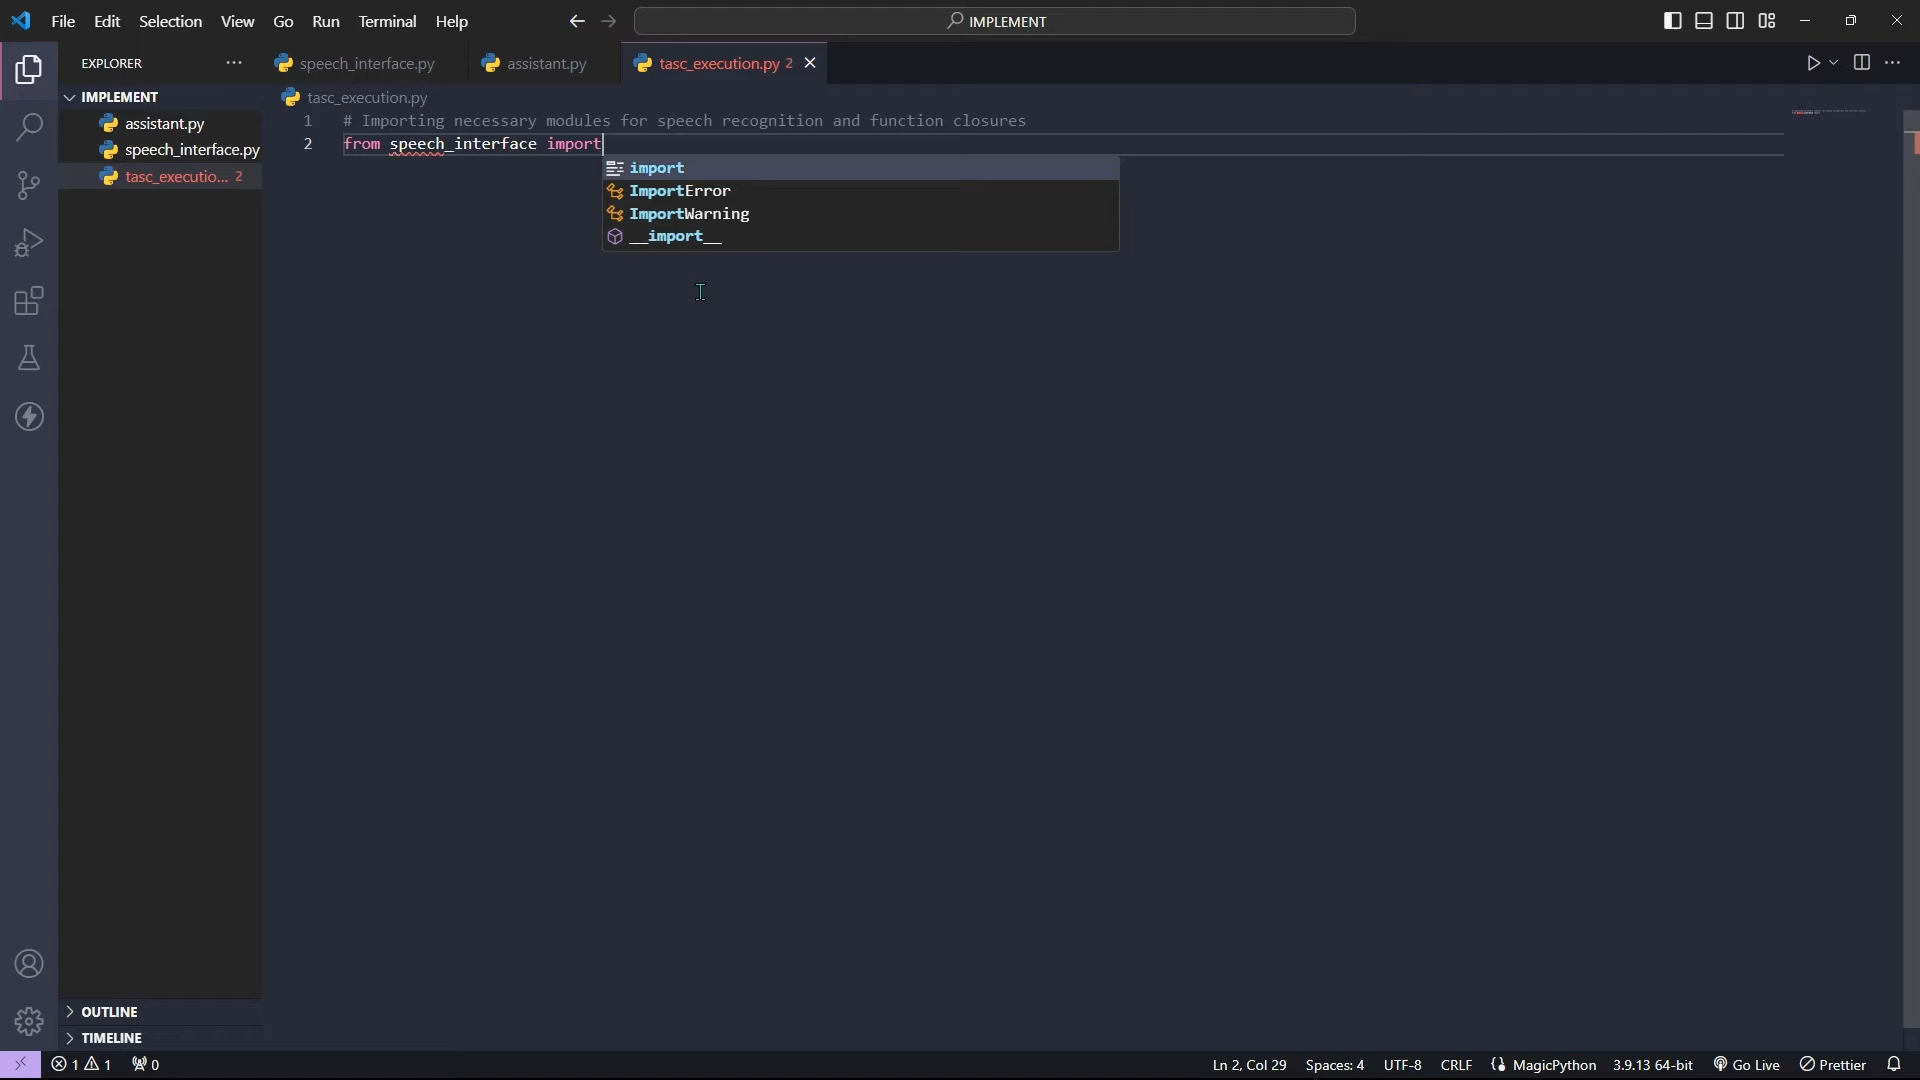 File Edit Selection View Go Run Terminal Help
IMPLEMENT
EXPLORER
speech_interface.py
assistant.py
tasc_execution.py 2
IMPLEMENT
assistant.py
speech_interface.py
tasc_executio... 2
tasc_execution.py
1 # Importing necessary modules for speech recognition and function closures
2 from speech_interface import
import
ImportError
ImportWarning
__import__
OUTLINE
TIMELINE
1 1 0
Ln 2, Col 29 Spaces: 4 UTF-8 CRLF MagicPython 3.9.13 64-bit Go Live Prettier